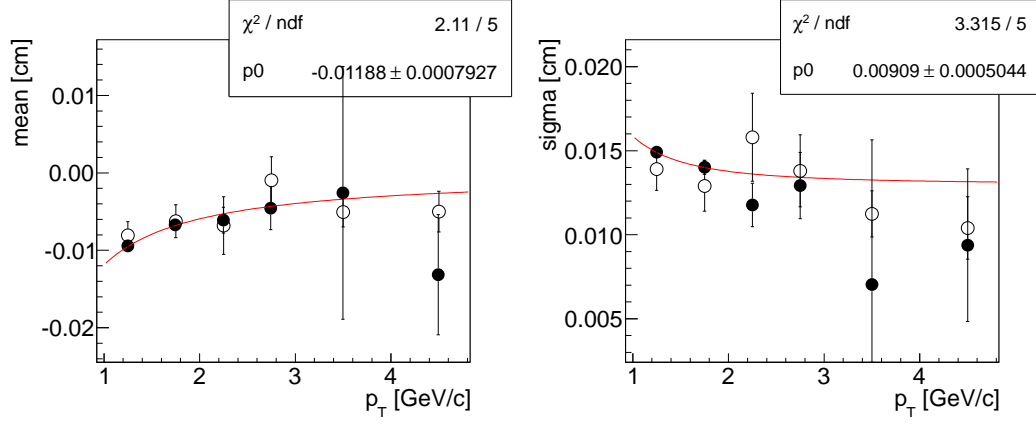 χ² / ndf 2.11 / 5
p0 -0.01188 ± 0.0007927
mean [cm]
0.01
0.00
-0.01
-0.02
1 2 3 4
p_T [GeV/c]
χ² / ndf 3.315 / 5
p0 0.00909 ± 0.0005044
sigma [cm]
0.020
0.015
0.010
0.005
1 2 3 4
p_T [GeV/c]